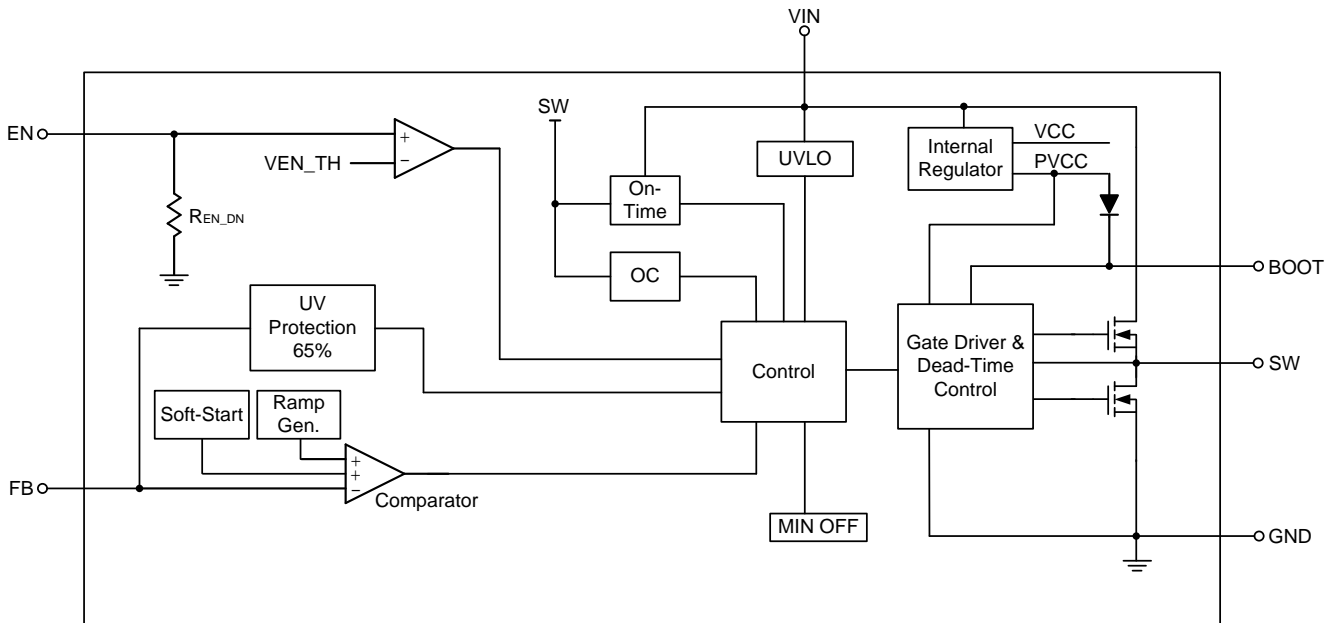 VIN
EN
VEN_TH
+
−
REN_DN
SW
On-
Time
OC
UVLO
Internal
Regulator
VCC
PVCC
BOOT
UV
Protection
65%
Control
Gate Driver &
Dead-Time
Control
SW
Soft-Start
Ramp
Gen.
+
+
−
Comparator
FB
MIN OFF
GND